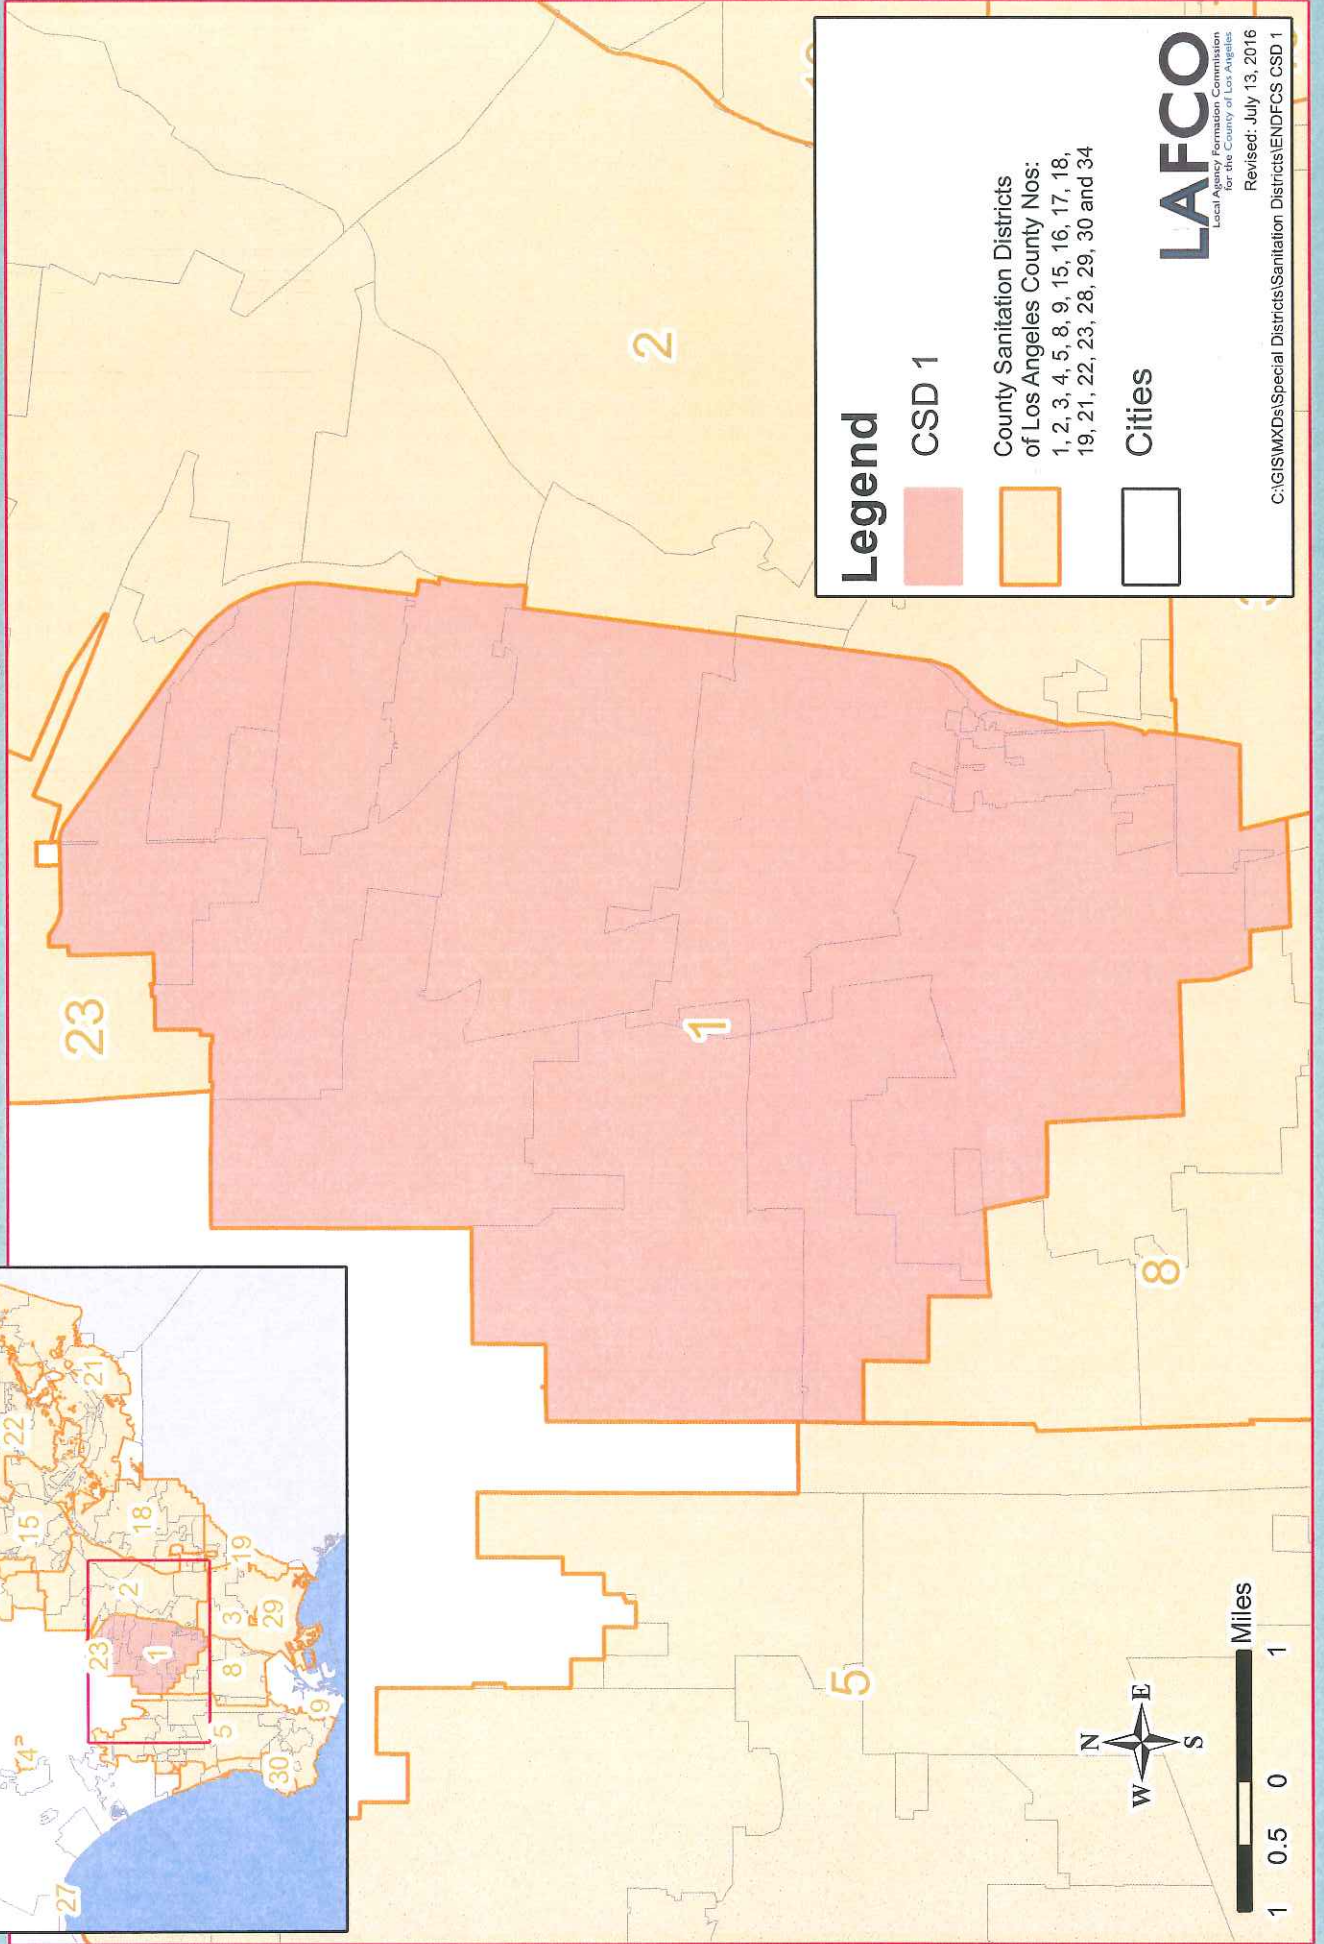 27
4
23
2
15
22
21
1
18
5
8
3
19
29
30
9
23
2
1
8
5
Legend
CSD 1
County Sanitation Districts
of Los Angeles County Nos:
1, 2, 3, 4, 5, 8, 9, 15, 16, 17, 18,
19, 21, 22, 23, 28, 29, 30 and 34
Cities
LAFCO
Local Agency Formation Commission
for the County of Los Angeles
Revised: July 13, 2016
C:\GIS\MXDs\Special Districts\Sanitation Districts\ENDFCS CSD 1
N
W E
S
Miles
1 0.5 0 1